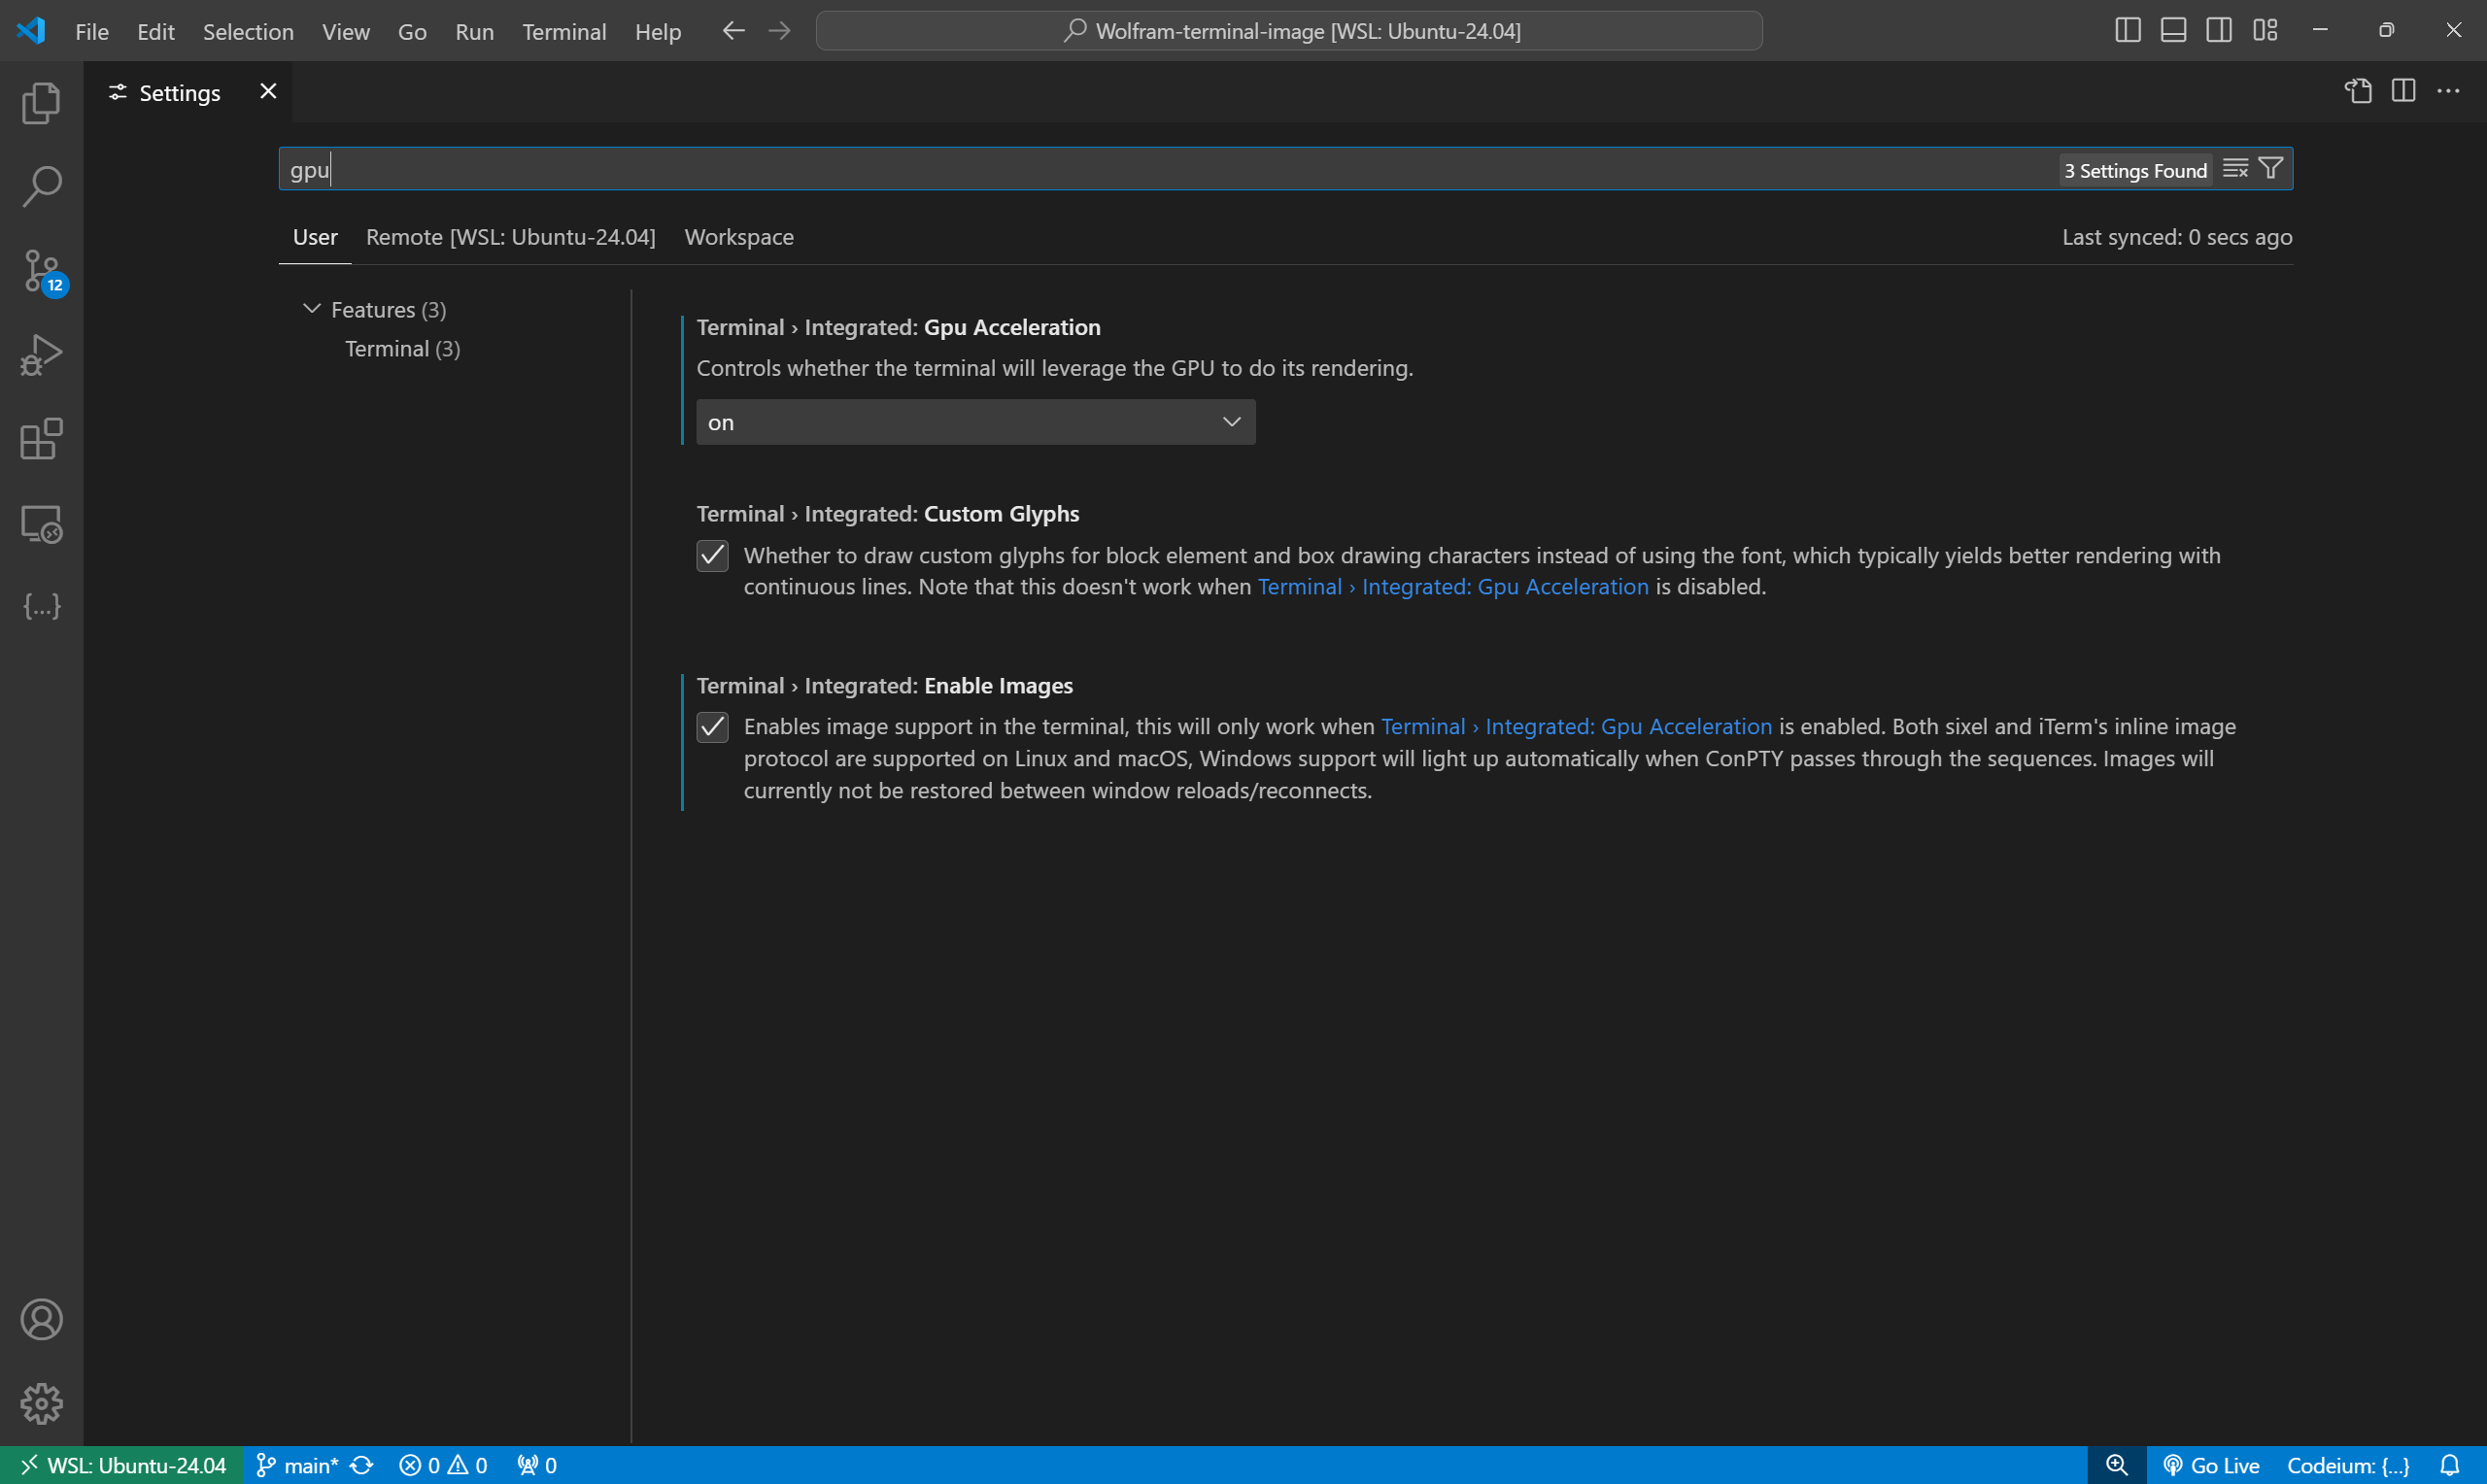 File Edit Selection View Go Run Terminal Help
Wolfram-terminal-image [WSL: Ubuntu-24.04]
Settings
gpu
3 Settings Found
User Remote [WSL: Ubuntu-24.04] Workspace
Last synced: 0 secs ago
12
Features (3)
Terminal (3)
{...}
Terminal › Integrated: Gpu Acceleration
Controls whether the terminal will leverage the GPU to do its rendering.
on
Terminal › Integrated: Custom Glyphs
Whether to draw custom glyphs for block element and box drawing characters instead of using the font, which typically yields better rendering with
continuous lines. Note that this doesn't work when Terminal › Integrated: Gpu Acceleration is disabled.
Terminal › Integrated: Enable Images
Enables image support in the terminal, this will only work when Terminal › Integrated: Gpu Acceleration is enabled. Both sixel and iTerm's inline image
protocol are supported on Linux and macOS, Windows support will light up automatically when ConPTY passes through the sequences. Images will
currently not be restored between window reloads/reconnects.
WSL: Ubuntu-24.04 main* 0 0 0
Go Live Codeium: {...}